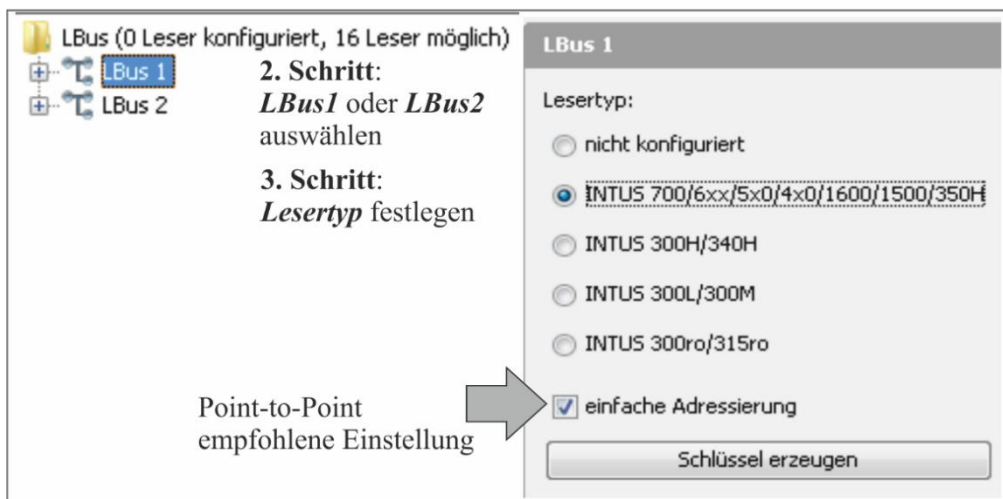 LBus (0 Leser konfiguriert, 16 Leser möglich)
LBus 1
LBus 2
2. Schritt:
LBus1 oder LBus2
auswählen
3. Schritt:
Lesertyp festlegen
Point-to-Point
empfohlene Einstellung
LBus 1
Lesertyp:
nicht konfiguriert
INTUS 700/6xx/5x0/4x0/1600/1500/350H
INTUS 300H/340H
INTUS 300L/300M
INTUS 300ro/315ro
einfache Adressierung
Schlüssel erzeugen